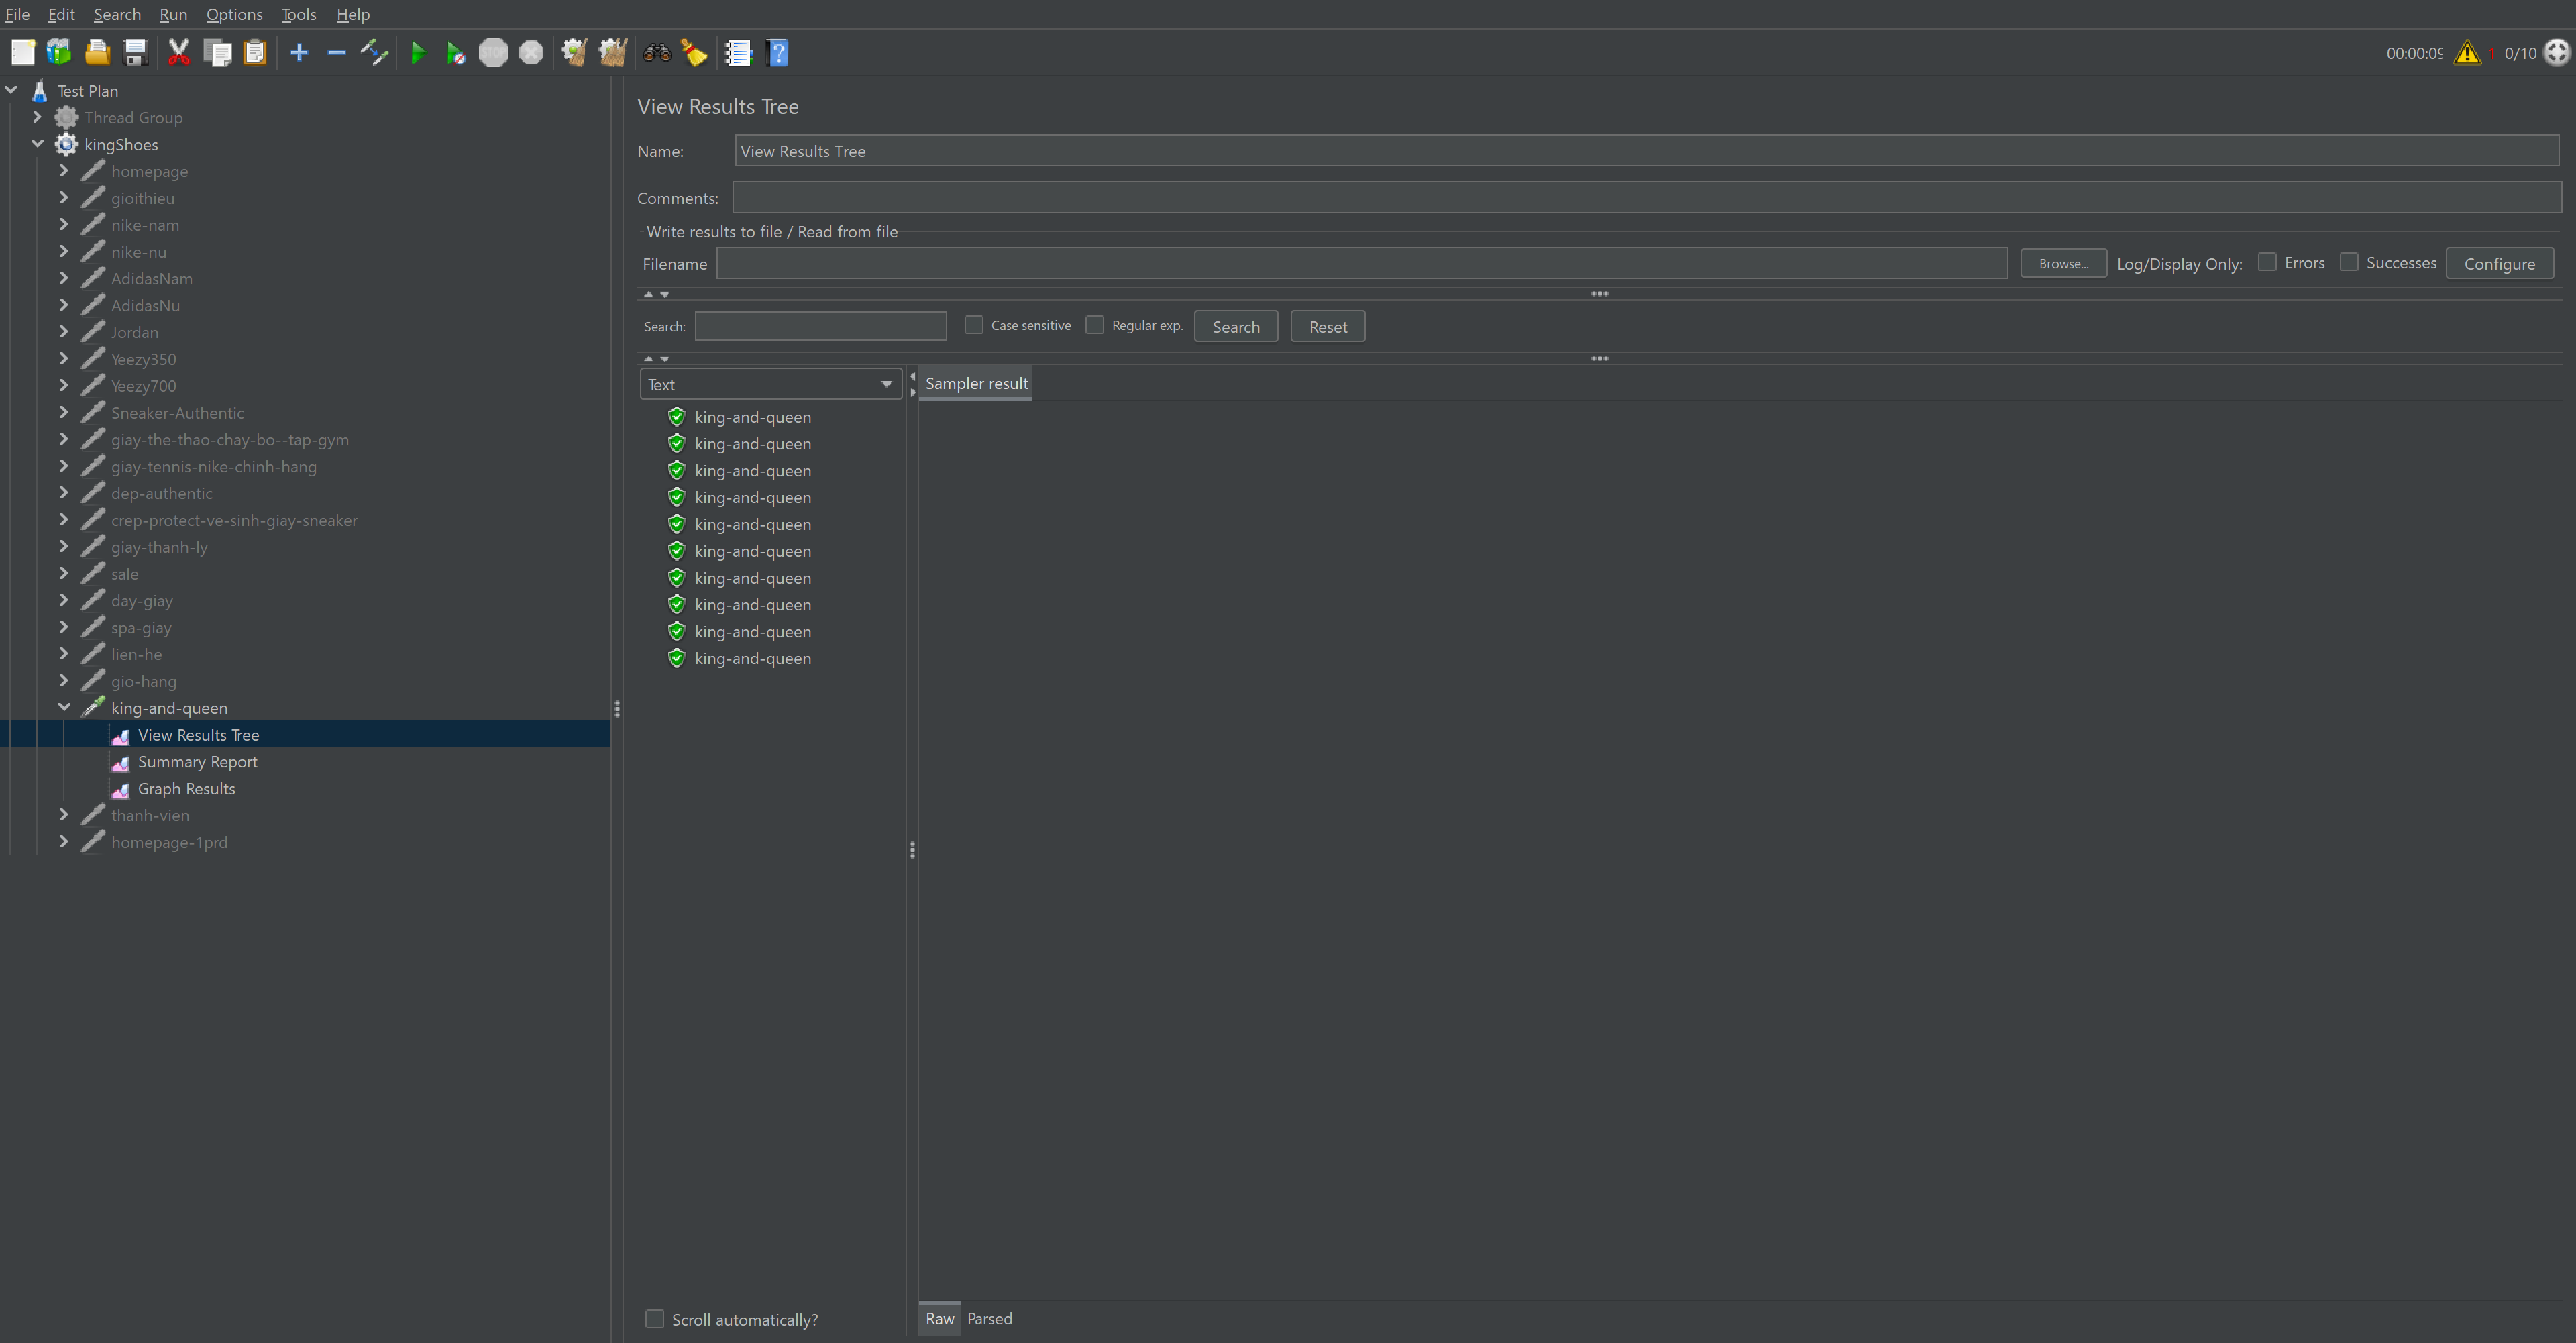 File Edit Search Run Options Tools Help
00:00:09 1 0/10
Test Plan
Thread Group
kingShoes
homepage
gioithieu
nike-nam
nike-nu
AdidasNam
AdidasNu
Jordan
Yeezy350
Yeezy700
Sneaker-Authentic
giay-the-thao-chay-bo--tap-gym
giay-tennis-nike-chinh-hang
dep-authentic
crep-protect-ve-sinh-giay-sneaker
giay-thanh-ly
sale
day-giay
spa-giay
lien-he
gio-hang
king-and-queen
View Results Tree
Summary Report
Graph Results
thanh-vien
homepage-1prd
View Results Tree
Name: View Results Tree
Comments:
Write results to file / Read from file
Filename Browse... Log/Display Only: Errors Successes Configure
Search: Case sensitive Regular exp. Search Reset
Text
Sampler result
king-and-queen
king-and-queen
king-and-queen
king-and-queen
king-and-queen
king-and-queen
king-and-queen
king-and-queen
king-and-queen
king-and-queen
Scroll automatically?
Raw Parsed